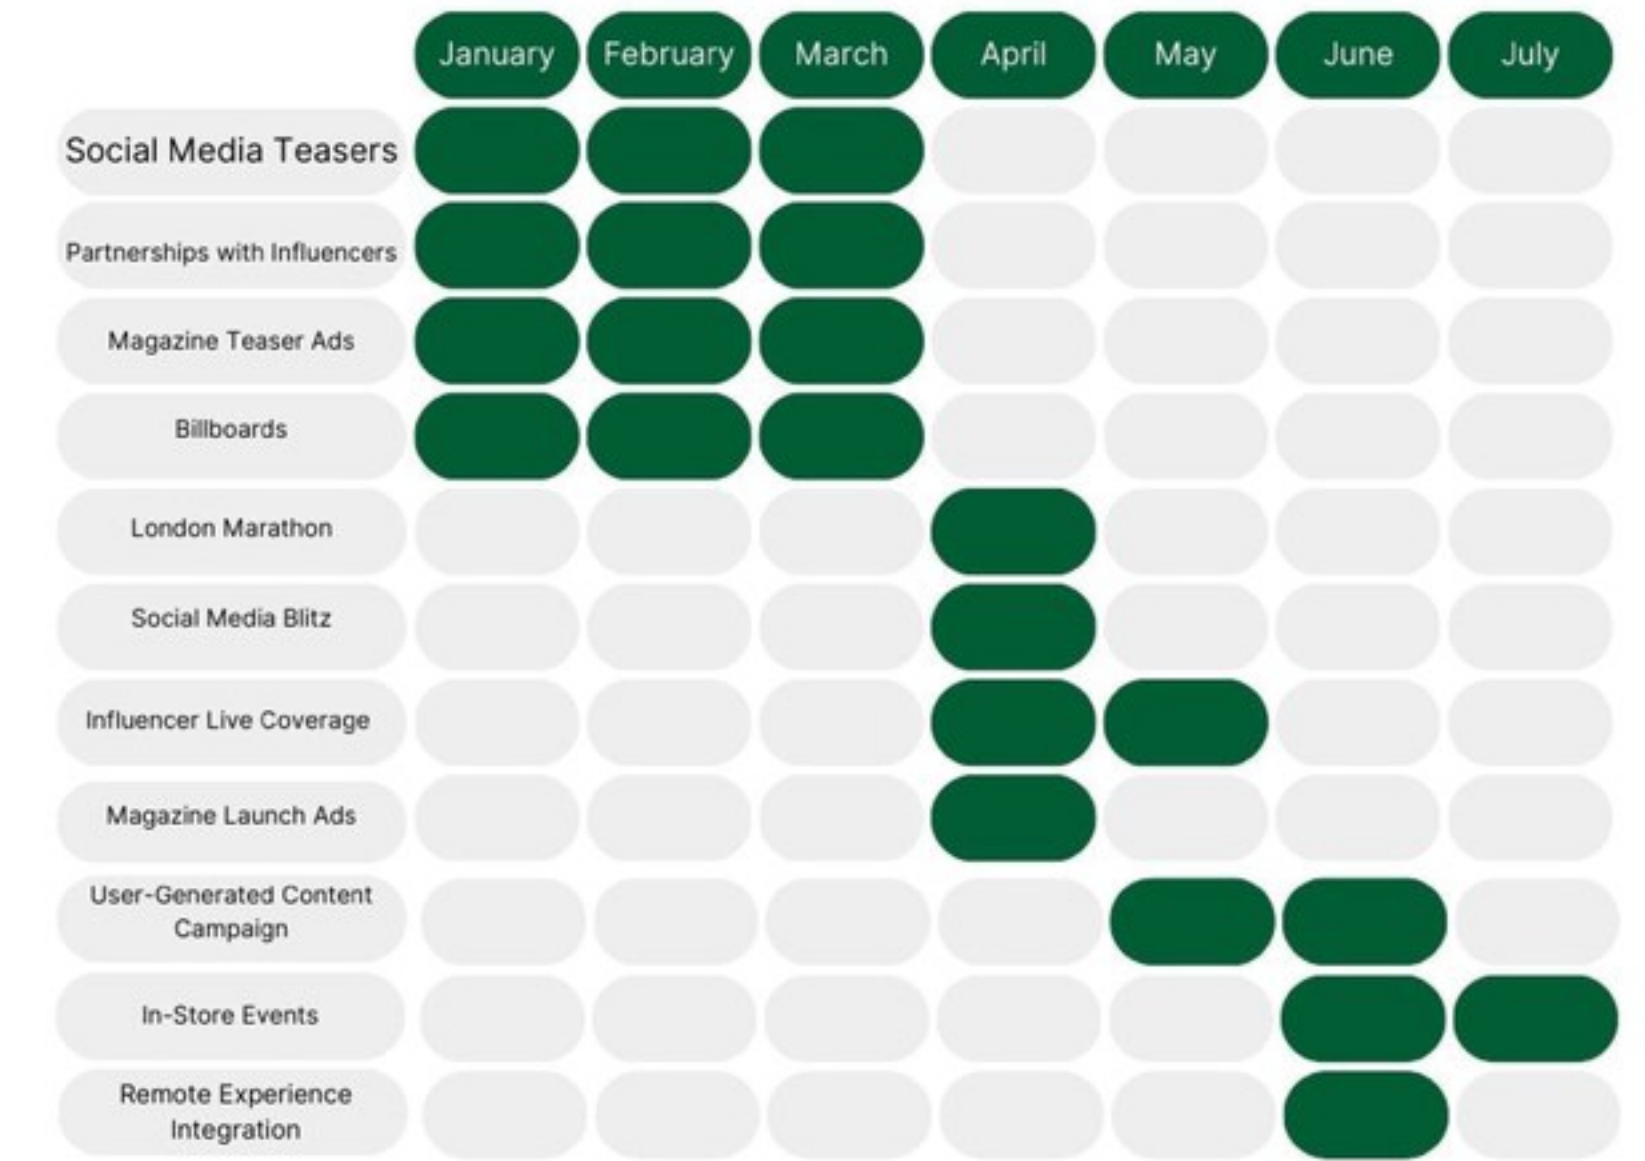 January February March April May June July
Social Media Teasers
Partnerships with Influencers
Magazine Teaser Ads
Billboards
London Marathon
Social Media Blitz
Influencer Live Coverage
Magazine Launch Ads
User-Generated Content
Campaign
In-Store Events
Remote Experience
Integration